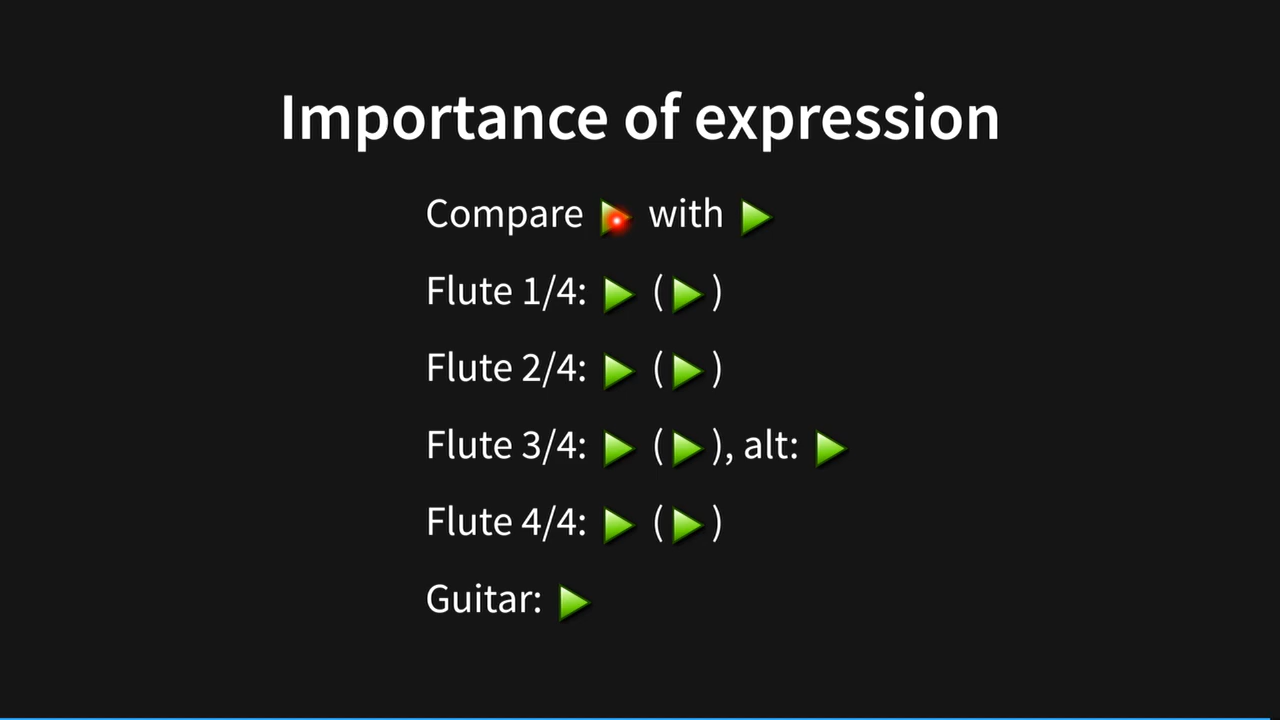 Importance of expression
Compare with
Flute 1/4: ( )
Flute 2/4: ( )
Flute 3/4: ( ), alt:
Flute 4/4: ( )
Guitar: